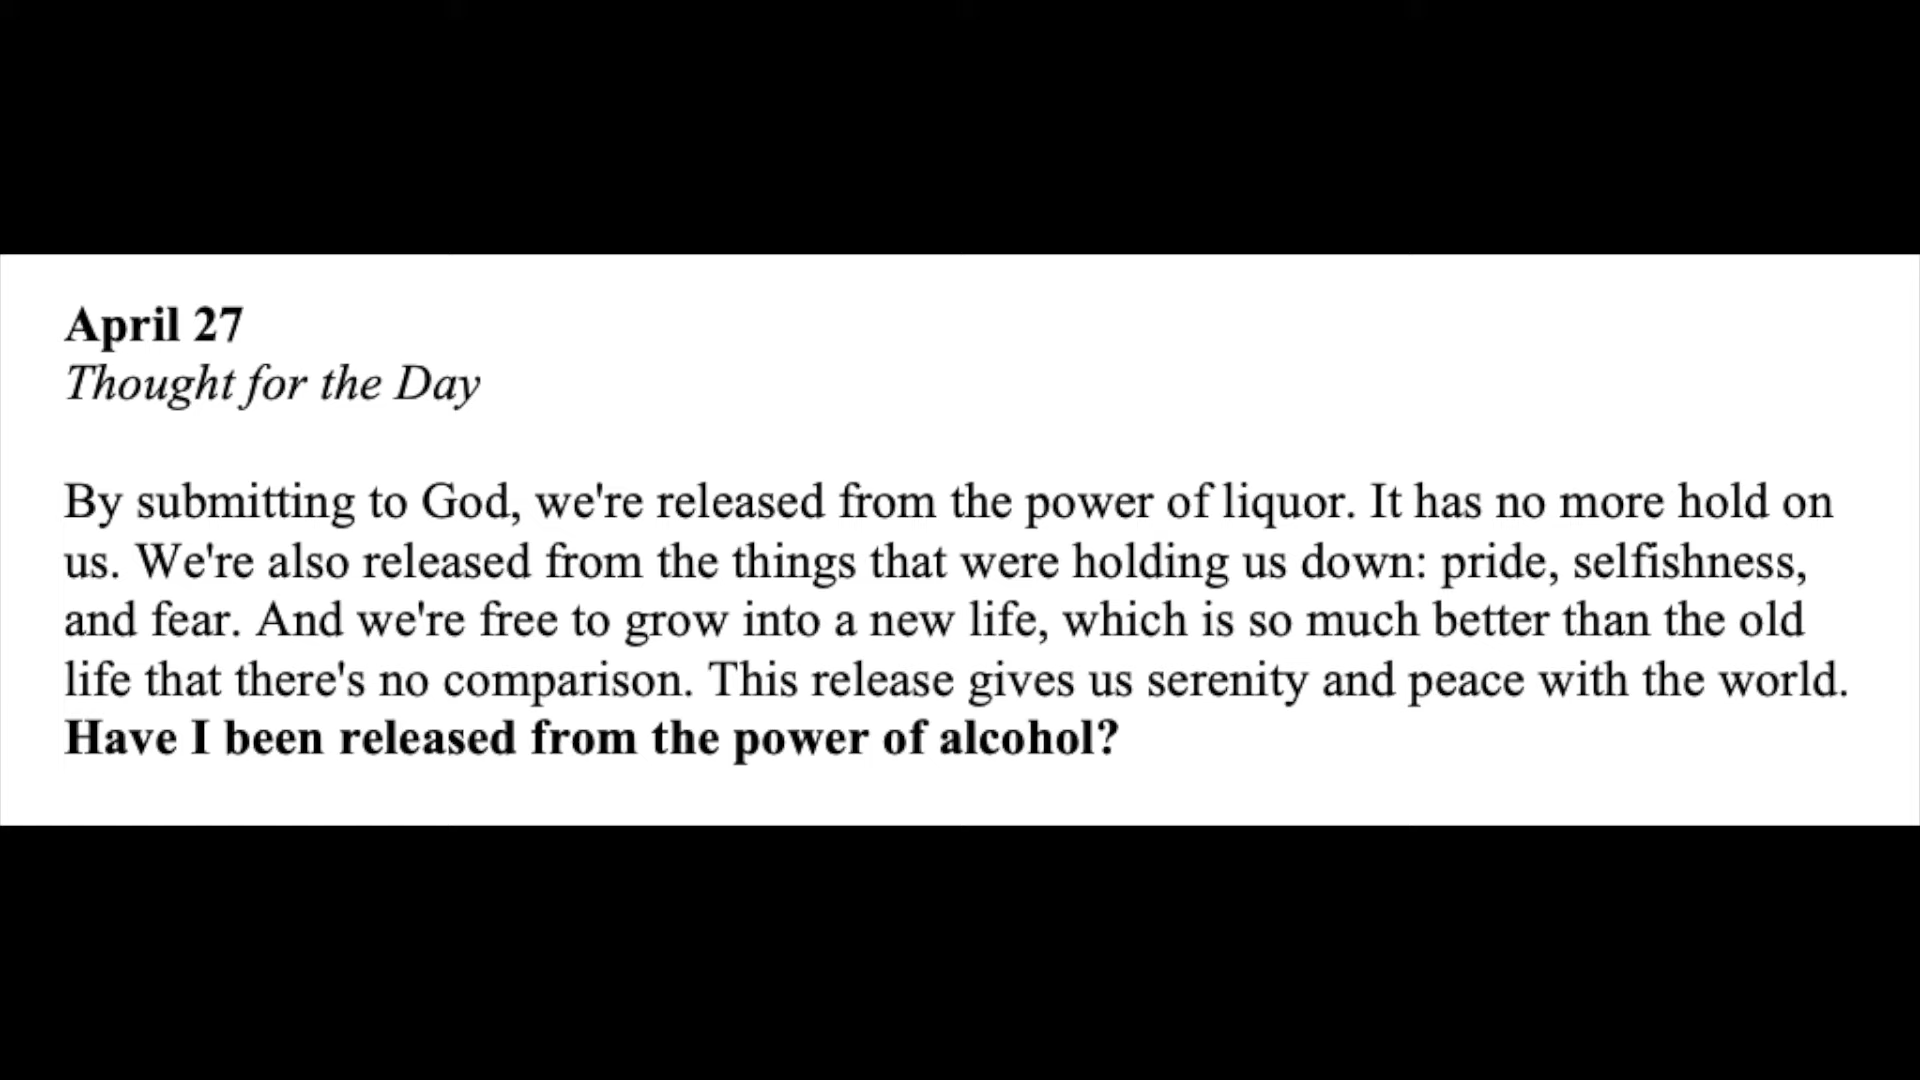 April 27
Thought for the Day
By submitting to God, we're released from the power of liquor. It has no more hold on
us. We're also released from the things that were holding us down: pride, selfishness,
and fear. And we're free to grow into a new life, which is so much better than the old
life that there's no comparison. This release gives us serenity and peace with the world.
Have I been released from the power of alcohol?